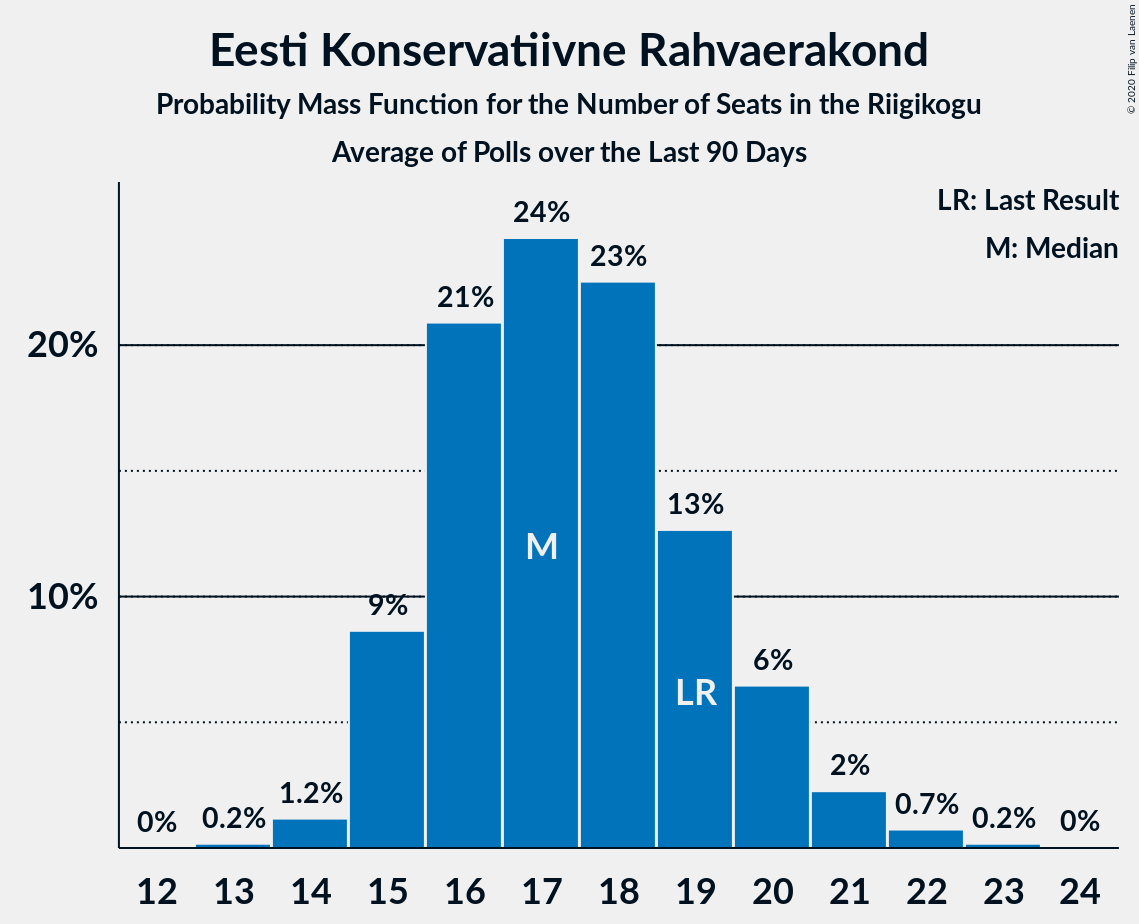 Eesti Konservatiivne Rahvaerakond
Probability Mass Function for the Number of Seats in the Riigikogu
Average of Polls over the Last 90 Days
© 2020 Filip van Laenen
LR: Last Result
M: Median
20%
10%
0%
0.2%
1.2%
9%
21%
24%
23%
13%
6%
2%
0.7%
0.2%
0%
M
LR
12 13 14 15 16 17 18 19 20 21 22 23 24